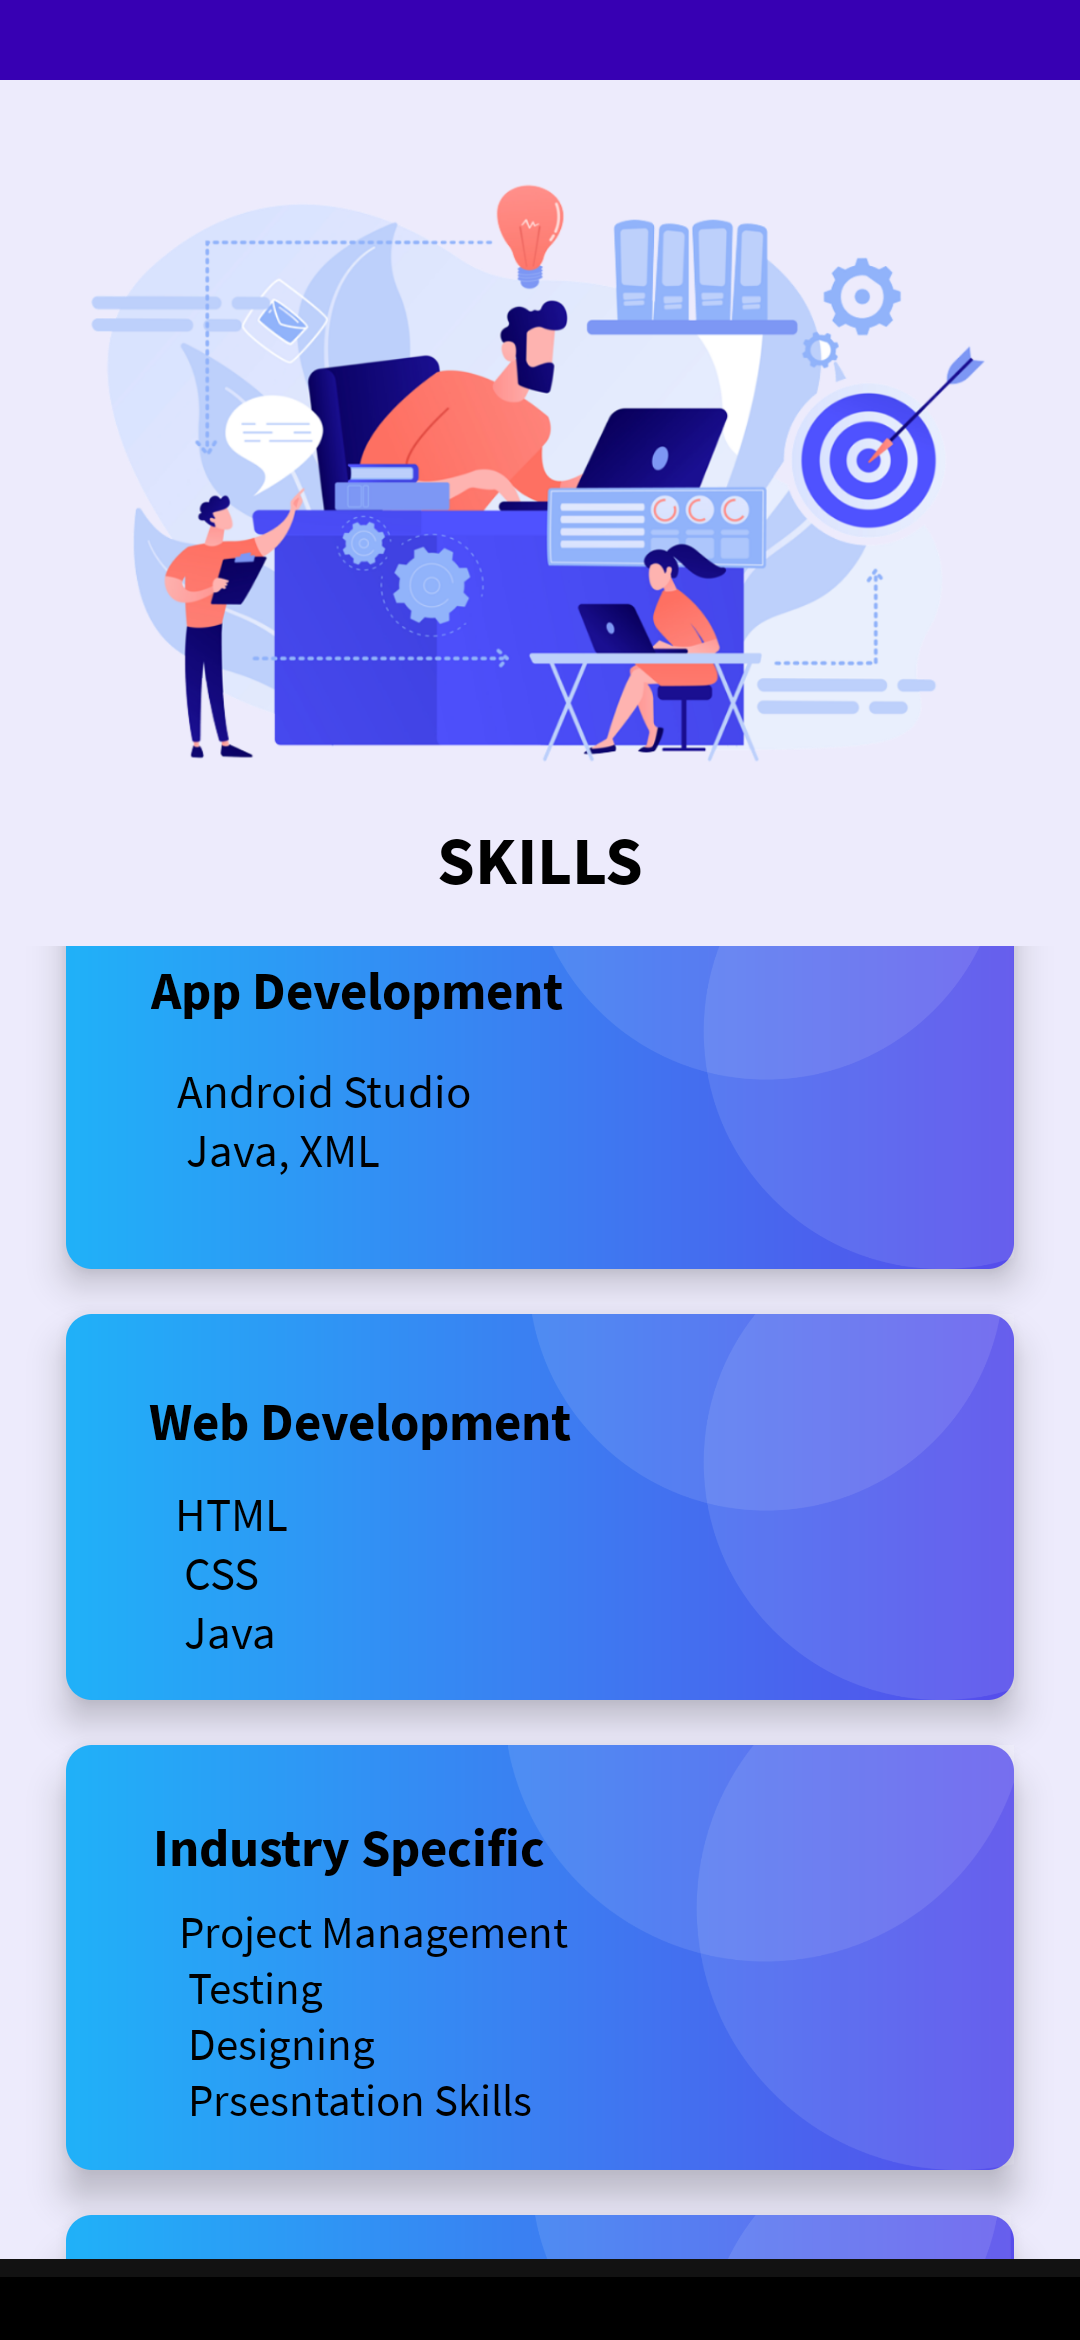 SKILLS
App Development
Android Studio
Java, XML
Web Development
HTML
CSS
Java
Industry Specific
Project Management
Testing
Designing
Prsesntation Skills